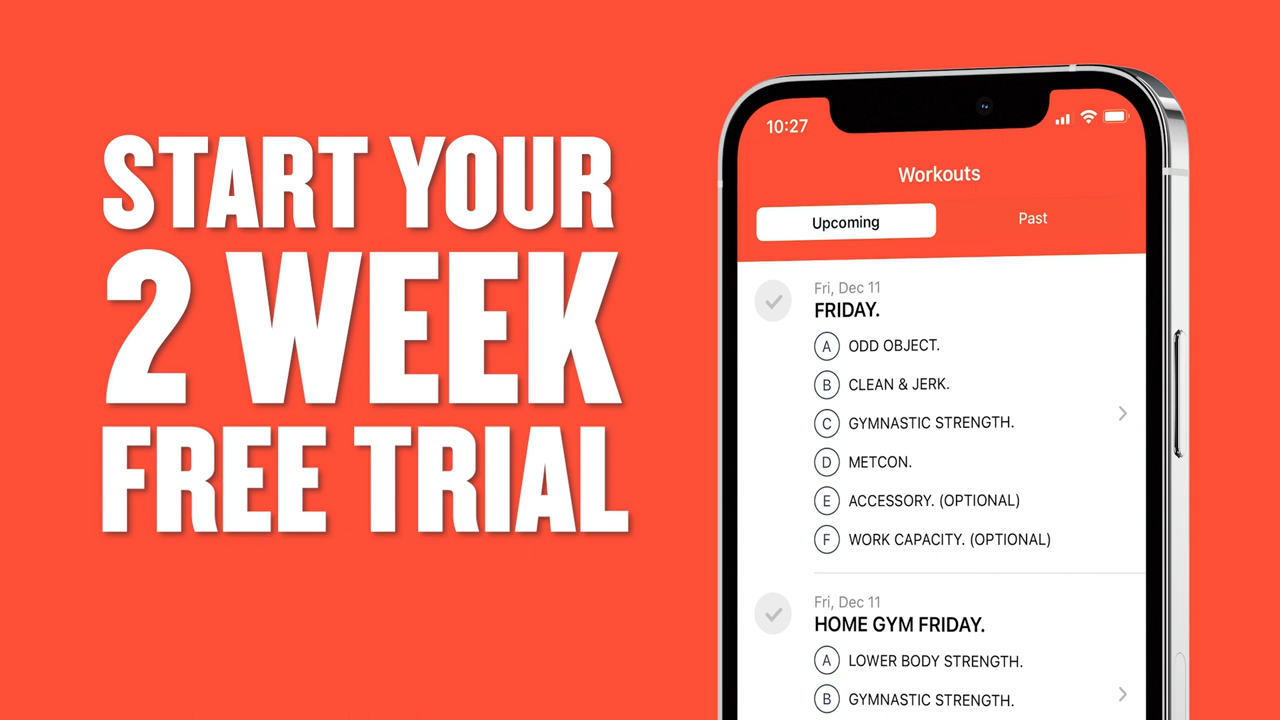 START YOUR
2 WEEK
FREE TRIAL
10:27
Workouts
Upcoming
Past
Fri, Dec 11
FRIDAY.
A ODD OBJECT.
B CLEAN & JERK.
C GYMNASTIC STRENGTH.
D METCON.
E ACCESSORY. (OPTIONAL)
F WORK CAPACITY. (OPTIONAL)
Fri, Dec 11
HOME GYM FRIDAY.
A LOWER BODY STRENGTH.
B GYMNASTIC STRENGTH.